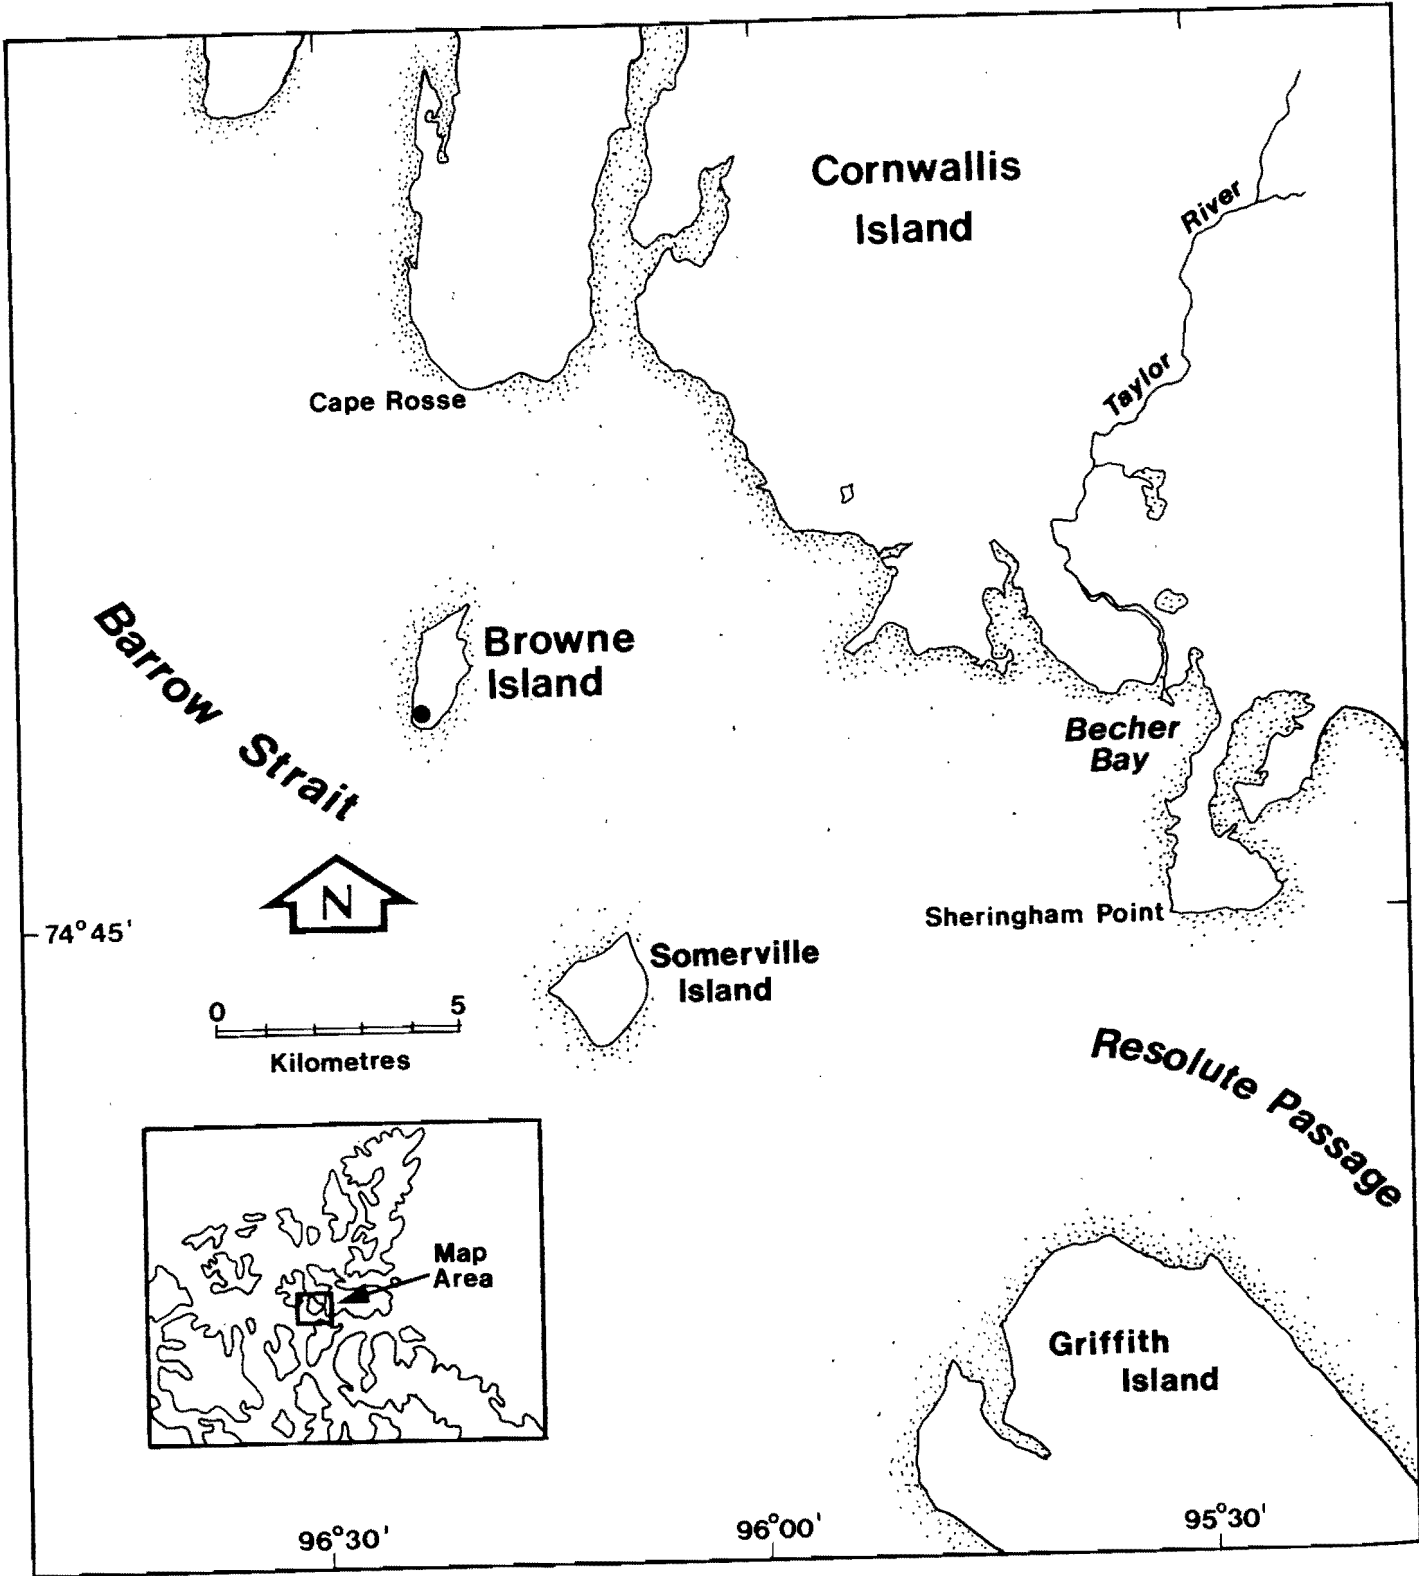 Cornwallis
Island
River
Taylor
Cape Rosse
Barrow Strait
Browne
Island
Becher
Bay
N
74°45'
Sheringham Point
Somerville
Island
0 5
Kilometres
Resolute Passage
Map
Area
Griffith
Island
96°30'
96°00'
95°30'